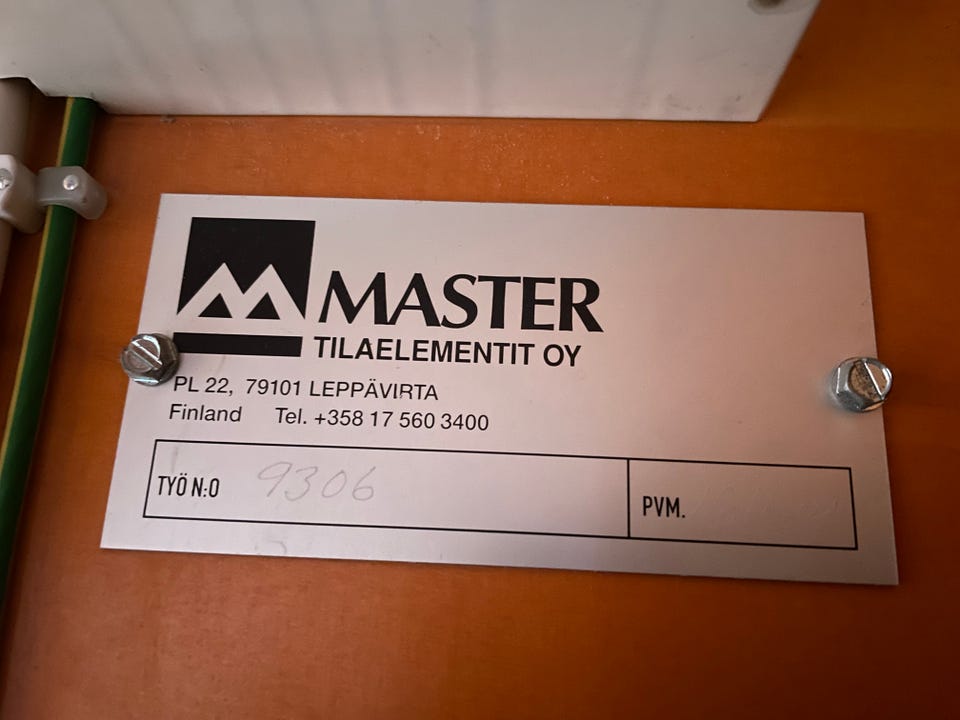 MASTER
TILAELEMENTIT OY
PL 22, 79101 LEPPÄVIRTA
Finland Tel. +358 17 560 3400
TYÖ N:O 9306 PVM.